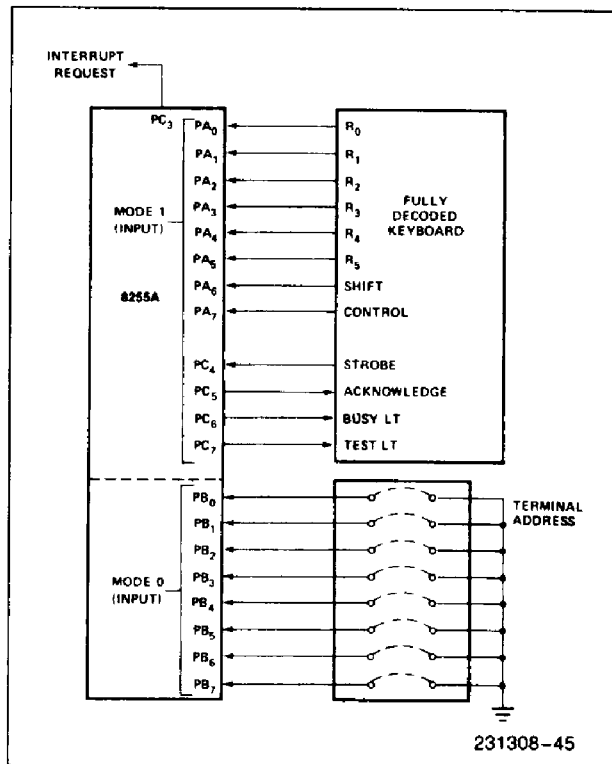 INTERRUPT
REQUEST
PC3 PA0 R0
PA1 R1
PA2 R2
MODE 1 PA3 R3 FULLY
(INPUT) PA4 R4 DECODED
PA5 R5 KEYBOARD
8255A PA6 SHIFT
PA7 CONTROL
PC4 STROBE
PC5 ACKNOWLEDGE
PC6 BUSY LT
PC7 TEST LT
PB0 TERMINAL
PB1 ADDRESS
PB2
MODE 0 PB3
(INPUT) PB4
PB5
PB6
PB7
231308-45